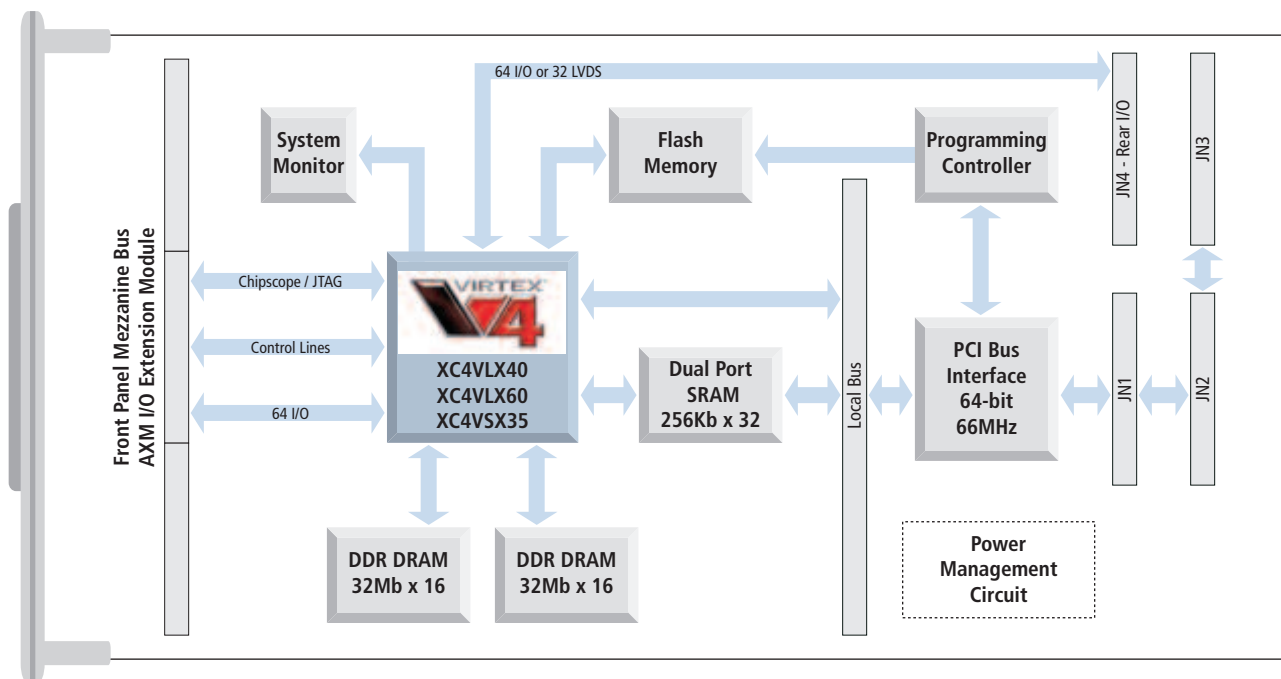 64 I/O or 32 LVDS
System
Monitor
Flash
Memory
Programming
Controller
JN4 - Rear I/O
JN3
Front Panel Mezzanine Bus
AXM I/O Extension Module
Chipscope / JTAG
Control Lines
64 I/O
VIRTEX
V4
XC4VLX40
XC4VLX60
XC4VSX35
Dual Port
SRAM
256Kb x 32
Local Bus
PCI Bus
Interface
64-bit
66MHz
JN1
JN2
DDR DRAM
32Mb x 16
DDR DRAM
32Mb x 16
Power
Management
Circuit